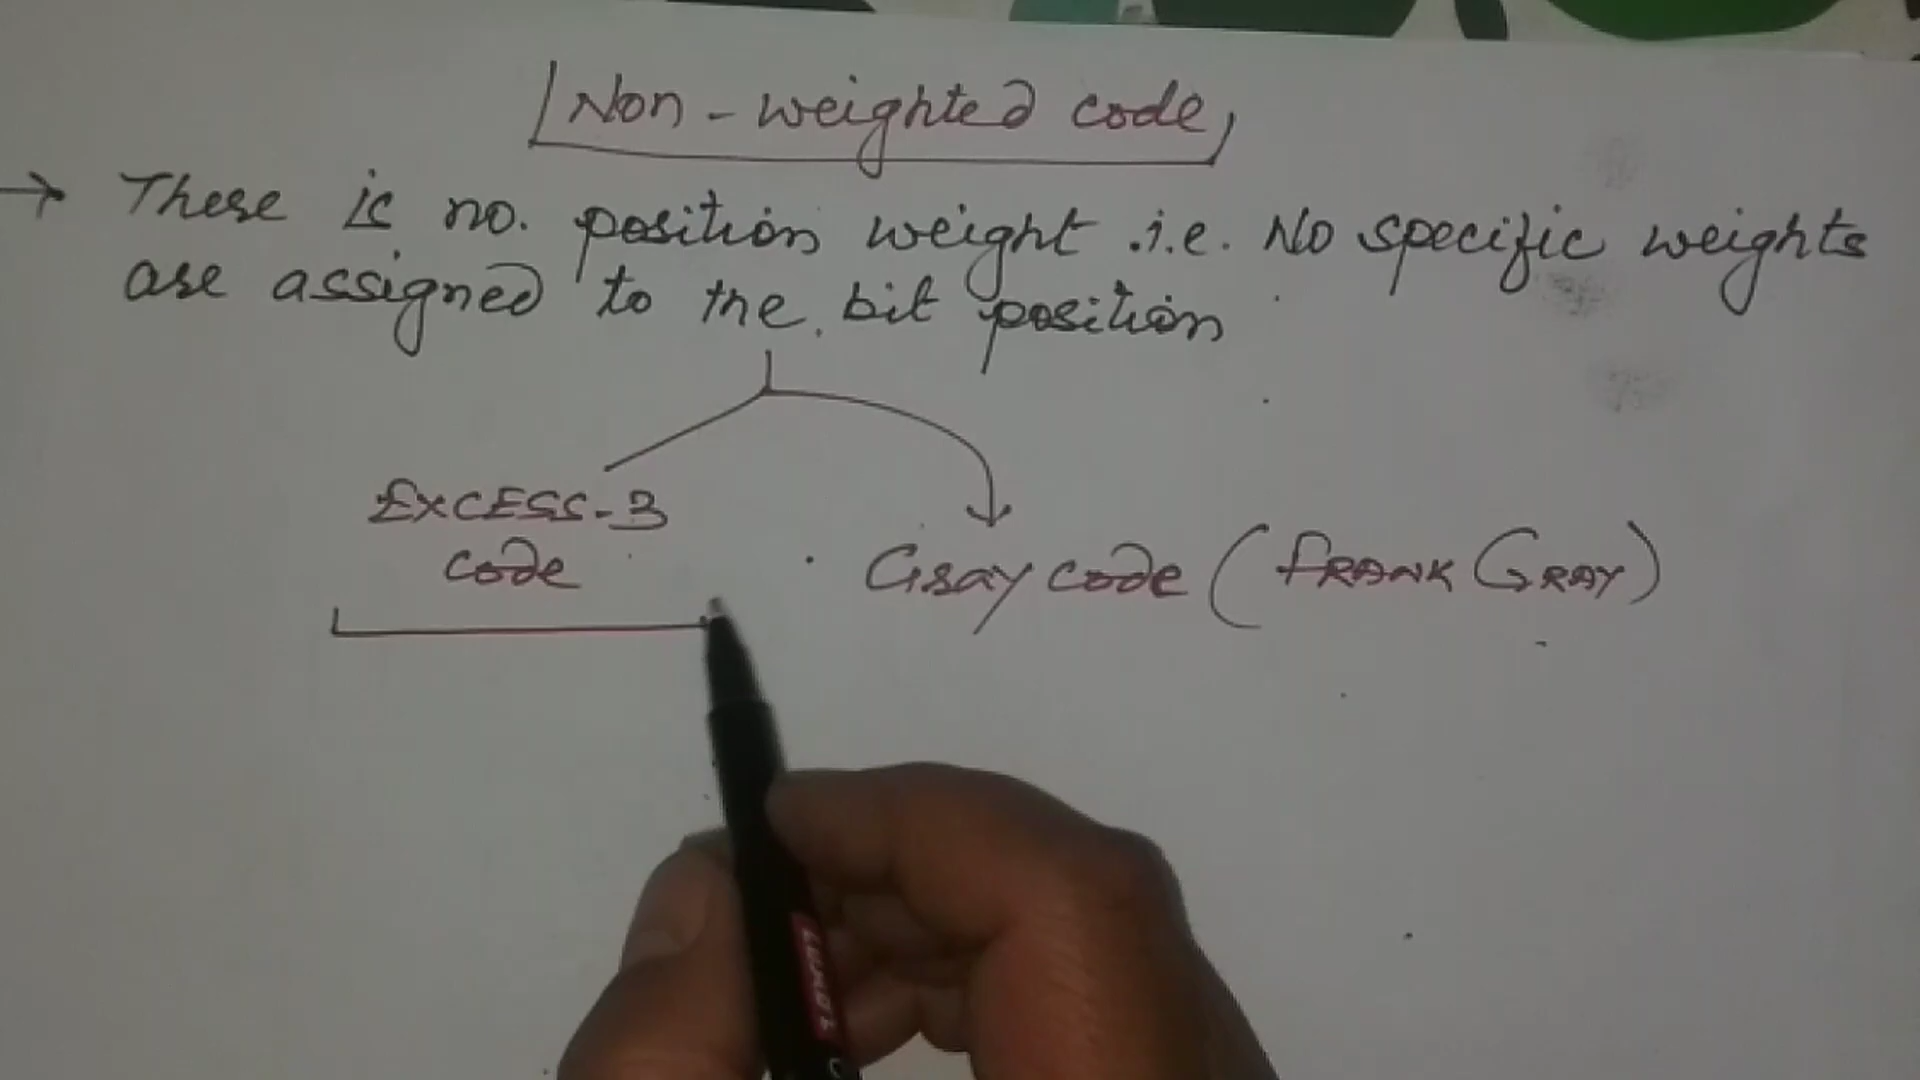 Non-weighted code
→ There is no. position weight i.e. No specific weights
are assigned to the bit position
EXCESS-3
code
Gray code (FRANK GRAY)